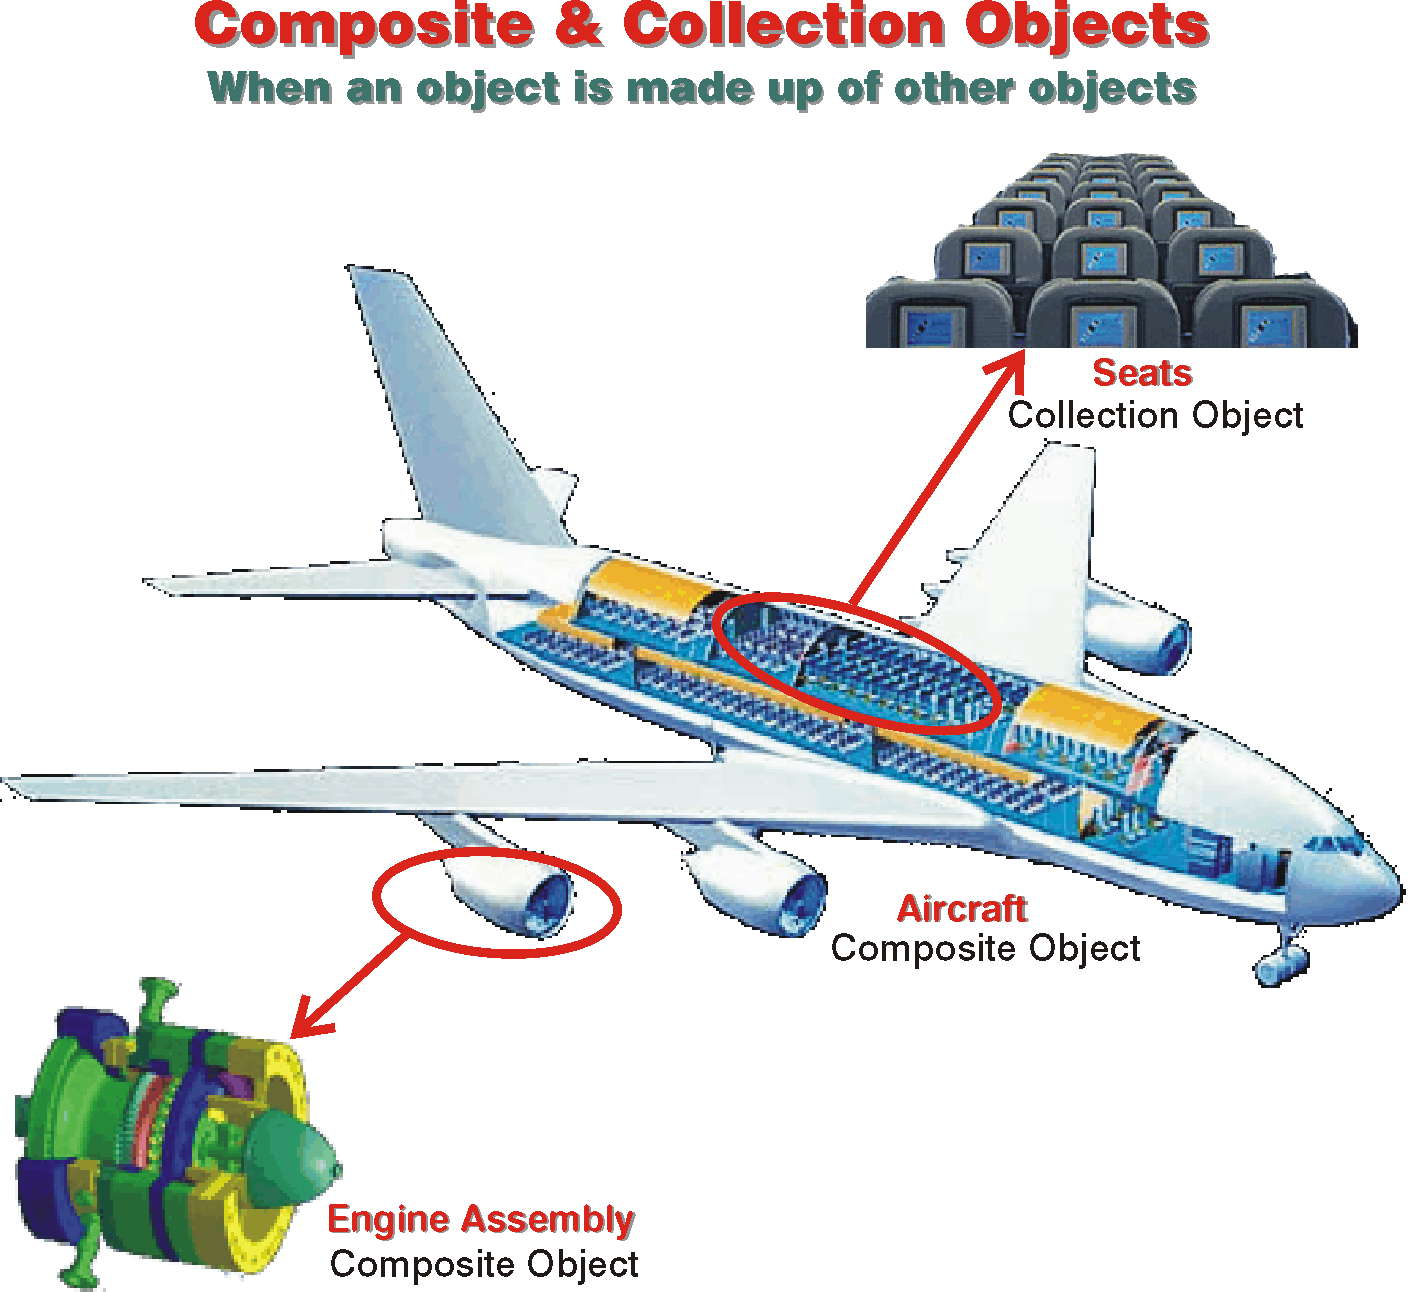 Composite & Collection Objects
When an object is made up of other objects
Seats
Collection Object
Aircraft
Composite Object
Engine Assembly
Composite Object